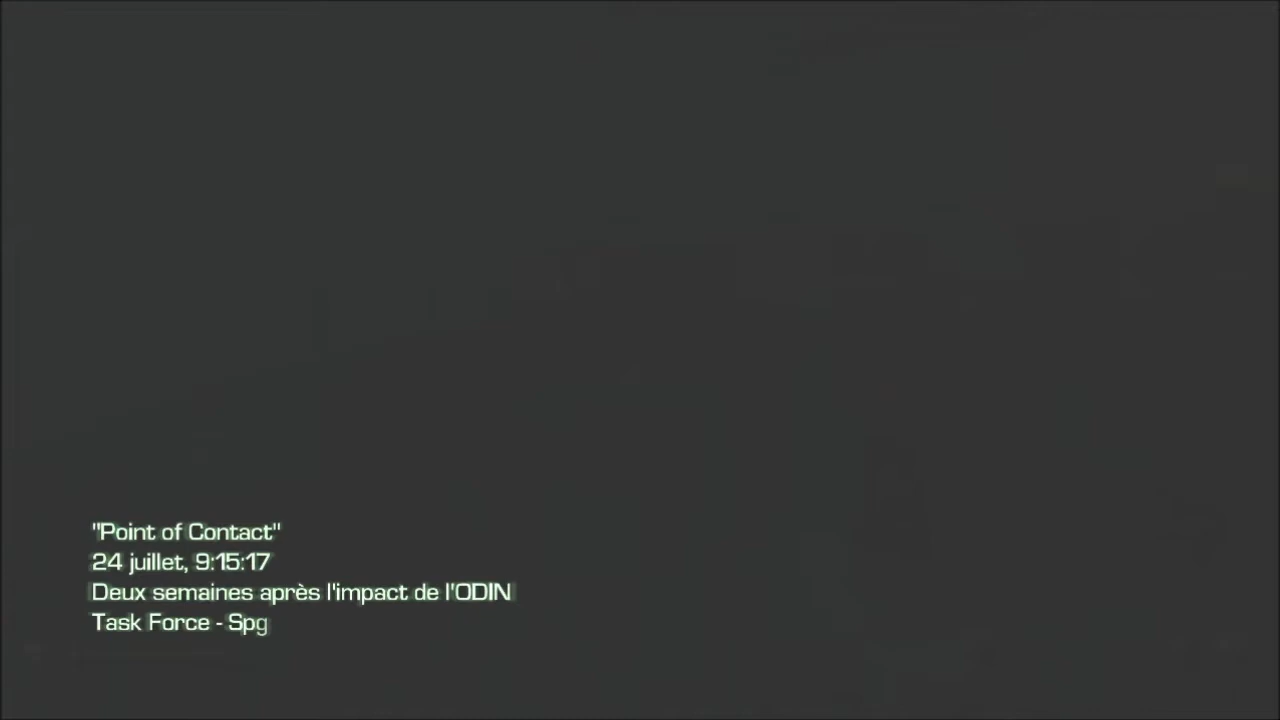 "Point of Contact"
24 juillet, 9:15:17
Deux semaines après l'impact de l'ODIN
Task Force - Spg